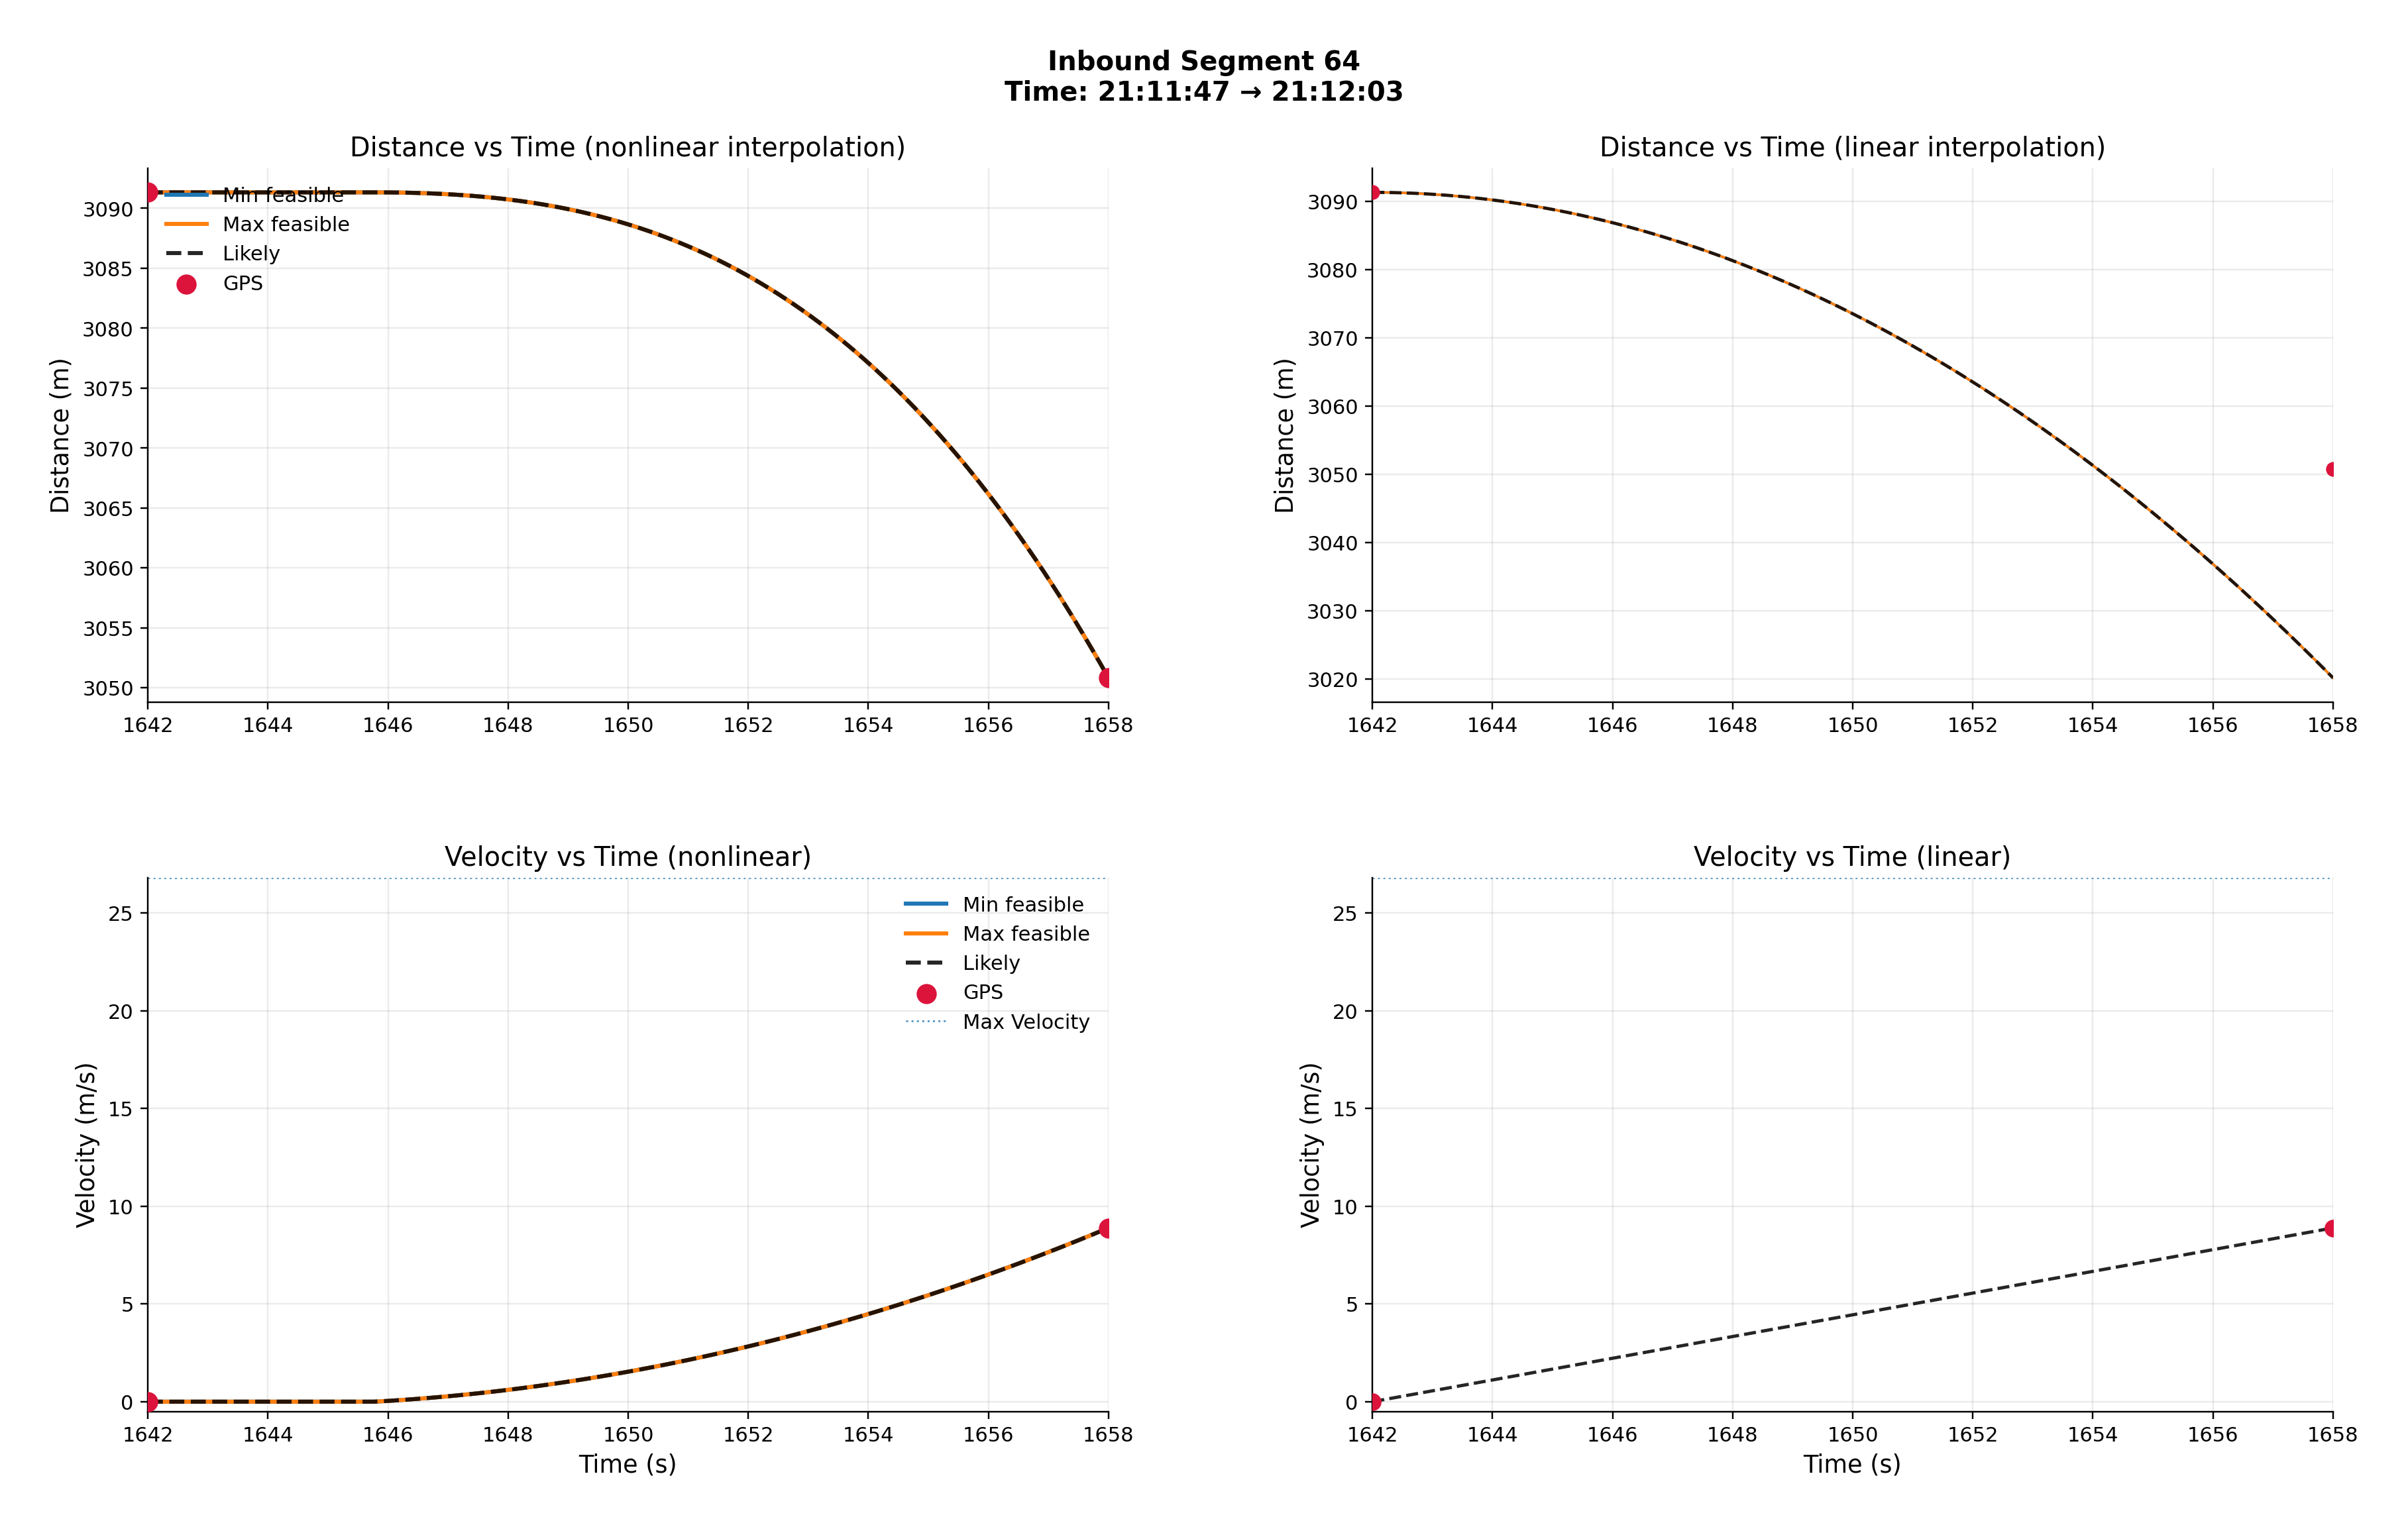 Inbound Segment 64
Time: 21:11:47 → 21:12:03
Distance vs Time (nonlinear interpolation)
Distance (m)
3090
3085
3080
3075
3070
3065
3060
3055
3050
Min feasible
Max feasible
Likely
GPS
1642 1644 1646 1648 1650 1652 1654 1656 1658
Distance vs Time (linear interpolation)
Distance (m)
3090
3080
3070
3060
3050
3040
3030
3020
1642 1644 1646 1648 1650 1652 1654 1656 1658
Velocity vs Time (nonlinear)
Velocity (m/s)
25
20
15
10
5
0
Min feasible
Max feasible
Likely
GPS
Max Velocity
1642 1644 1646 1648 1650 1652 1654 1656 1658
Time (s)
Velocity vs Time (linear)
Velocity (m/s)
25
20
15
10
5
0
1642 1644 1646 1648 1650 1652 1654 1656 1658
Time (s)